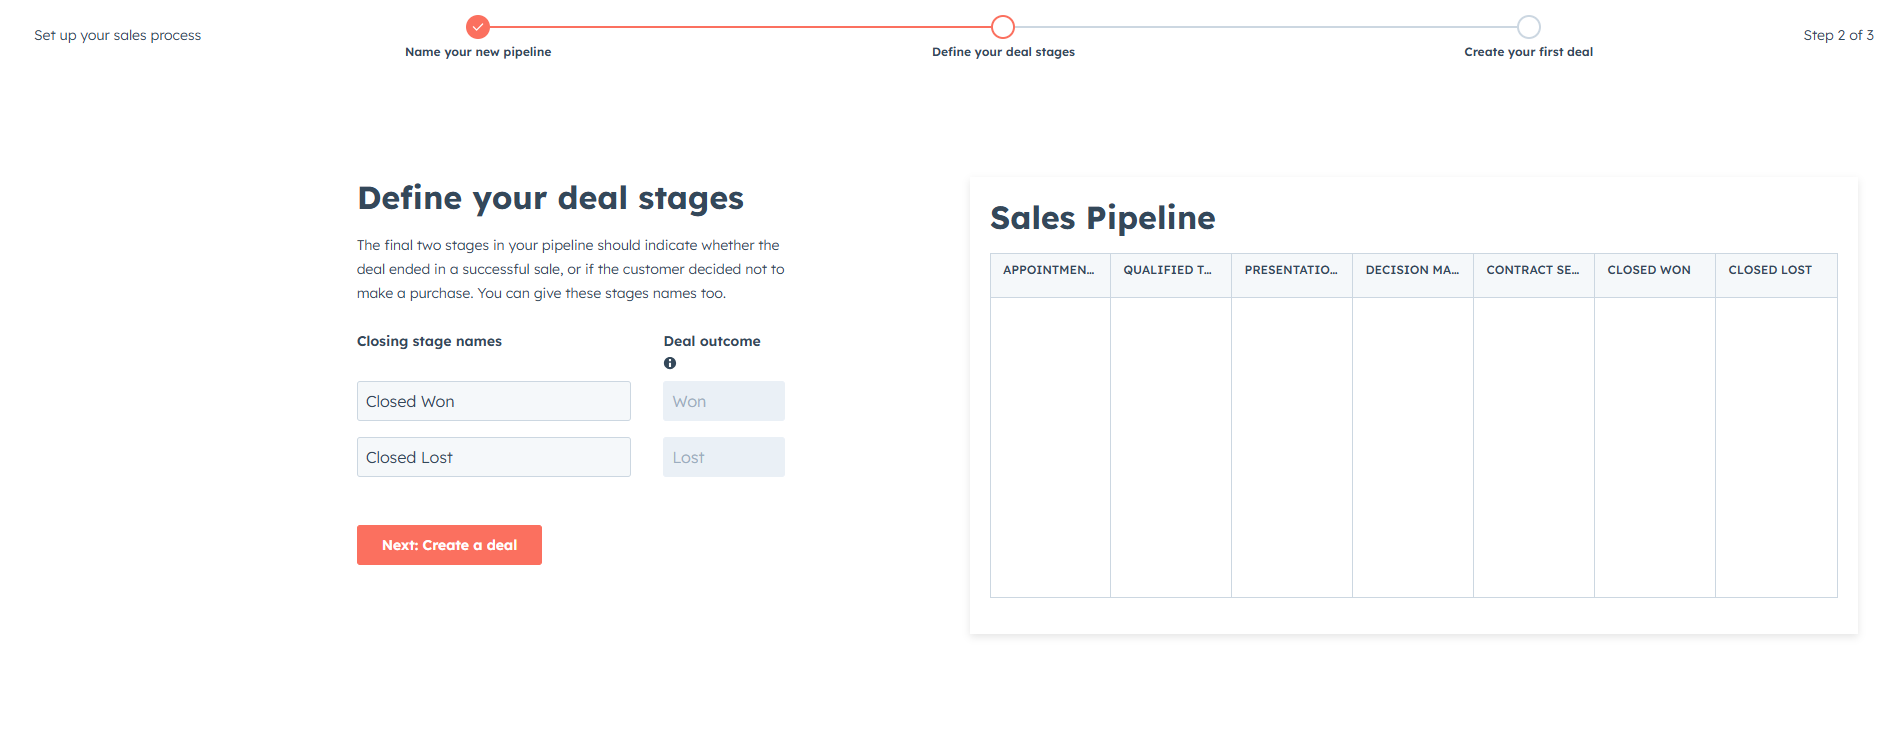 Set up your sales process
Name your new pipeline
Define your deal stages
Create your first deal
Step 2 of 3
Define your deal stages
The final two stages in your pipeline should indicate whether the
deal ended in a successful sale, or if the customer decided not to
make a purchase. You can give these stages names too.
Closing stage names
Deal outcome
Closed Won
Won
Closed Lost
Lost
Next: Create a deal
Sales Pipeline
APPOINTMEN...
QUALIFIED T...
PRESENTATIO...
DECISION MA...
CONTRACT SE...
CLOSED WON
CLOSED LOST